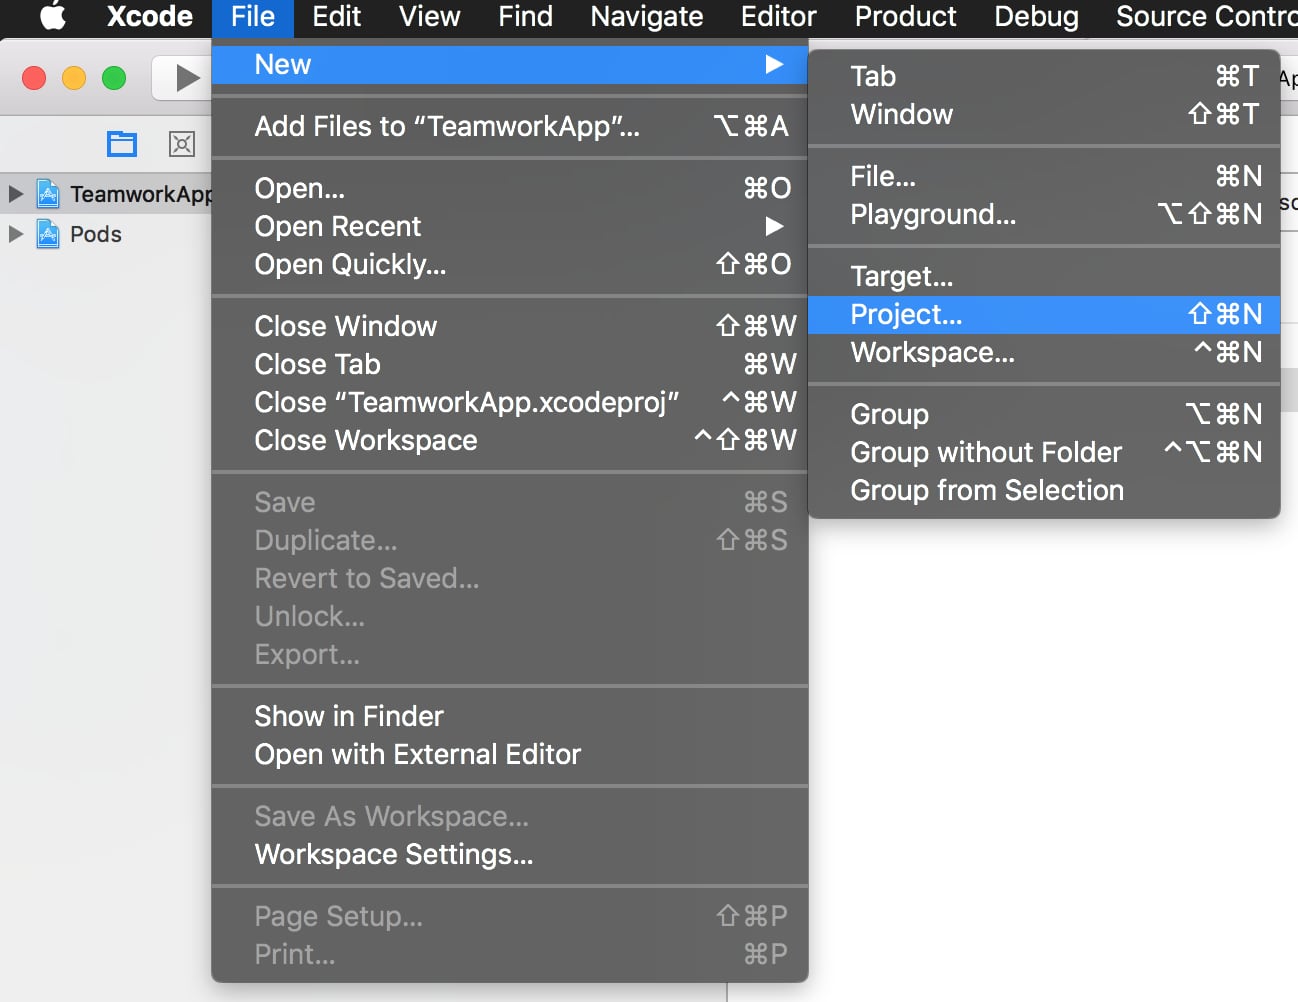 Xcode File Edit View Find Navigate Editor Product Debug Source Contro
New
Add Files to “TeamworkApp”... ⌥⌘A
Open... ⌘O
Open Recent
Open Quickly... ⇧⌘O
Close Window ⇧⌘W
Close Tab ⌘W
Close “TeamworkApp.xcodeproj” ^⌘W
Close Workspace ^⇧⌘W
Save ⌘S
Duplicate... ⇧⌘S
Revert to Saved...
Unlock...
Export...
Show in Finder
Open with External Editor
Save As Workspace...
Workspace Settings...
Page Setup... ⇧⌘P
Print... ⌘P
Tab ⌘T
Window ⇧⌘T
File... ⌘N
Playground... ⌥⇧⌘N
Target...
Project... ⇧⌘N
Workspace... ^⌘N
Group ⌥⌘N
Group without Folder ^⌥⌘N
Group from Selection
TeamworkApp
Pods